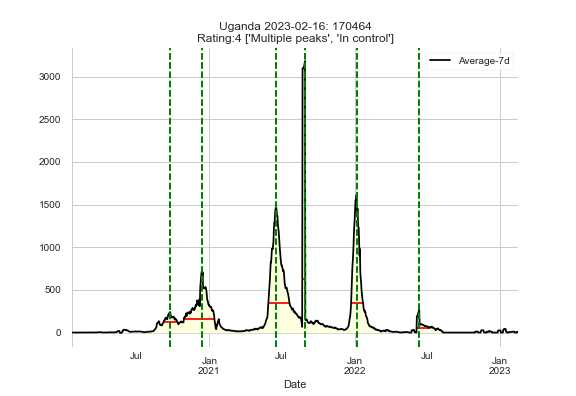 Uganda 2023-02-16: 170464
Rating:4 ['Multiple peaks', 'In control']
Average-7d
3000
2500
2000
1500
1000
500
0
Jul
Jan
2021
Jul
Jan
2022
Jul
Jan
2023
Date